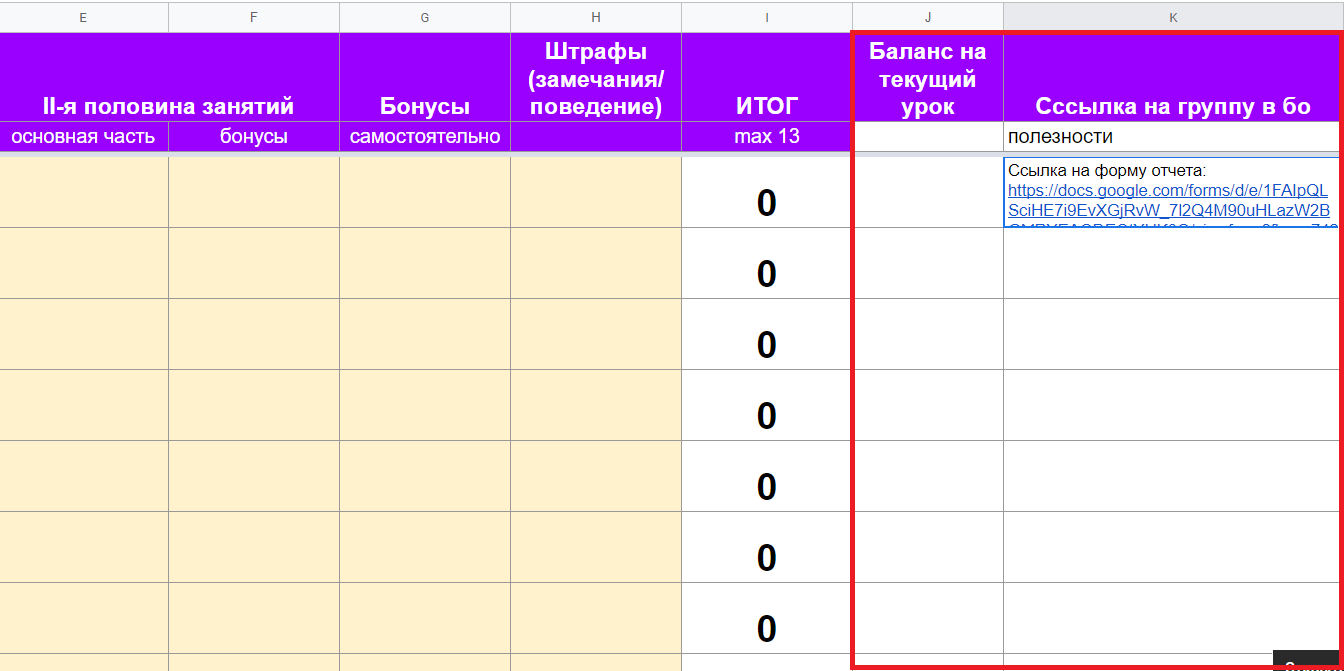 E F G H I J K
II-я половина занятий
Бонусы
Штрафы
(замечания/
поведение)
ИТОГ
Баланс на
текущий
урок
Сссылка на группу в бо
основная часть
бонусы
самостоятельно
max 13
полезности
Ссылка на форму отчета:
https://docs.google.com/forms/d/e/1FAIpQL
SciHE7i9EvXGjRvW_7l2Q4M90uHLazW2B
0
0
0
0
0
0
0